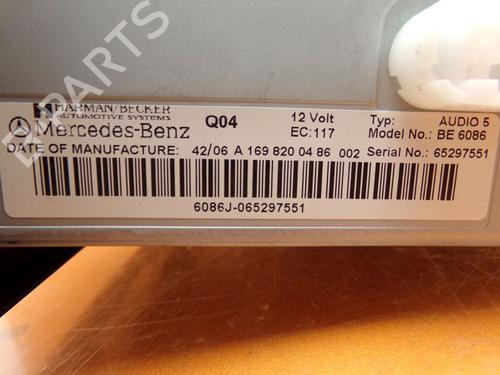 HARMAN/BECKER
AUTOMOTIVE SYSTEMS
Mercedes-Benz Q04 12 Volt EC:117 Typ: AUDIO 5 Model No.: BE 6086
DATE OF MANUFACTURE: 42/06 A 169 820 04 86 002 Serial No.: 65297551
6086J-065297551
B-PARTS